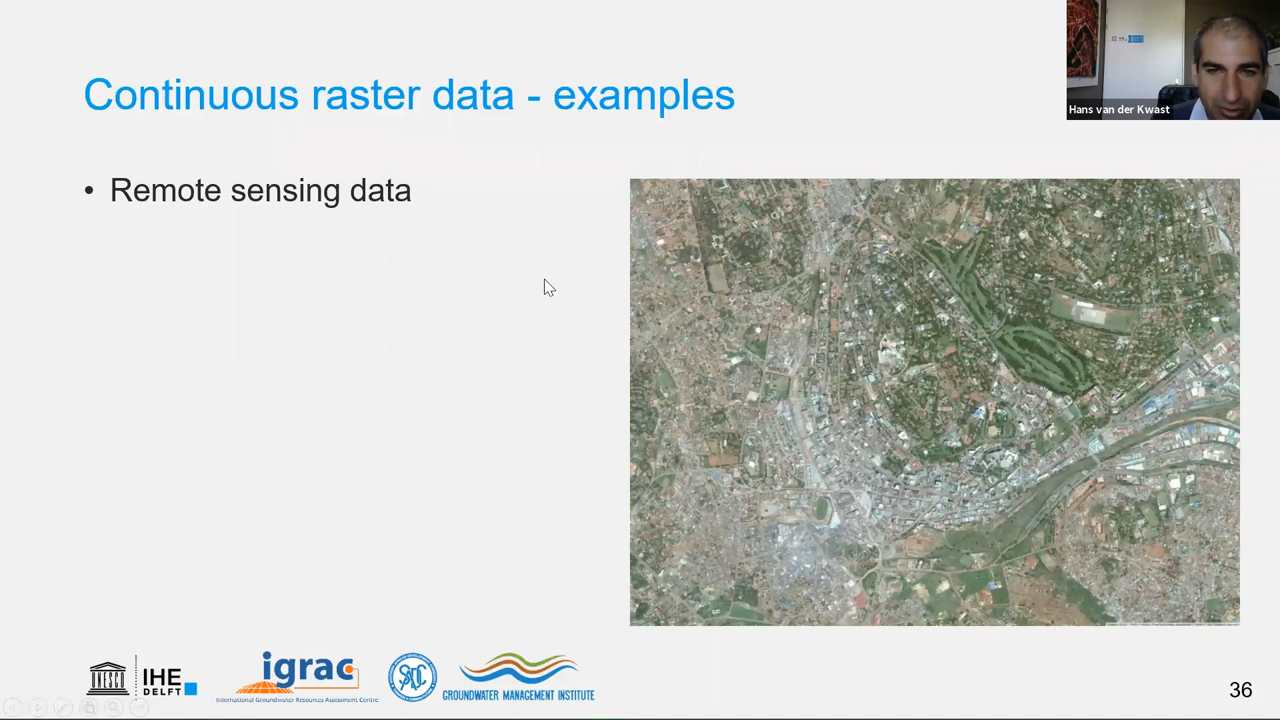 Continuous raster data - examples
Hans van der Kwast
• Remote sensing data
UNESCO
IHE
DELFT
igrac
International Groundwater Resources Assessment Centre
GROUNDWATER MANAGEMENT INSTITUTE
36